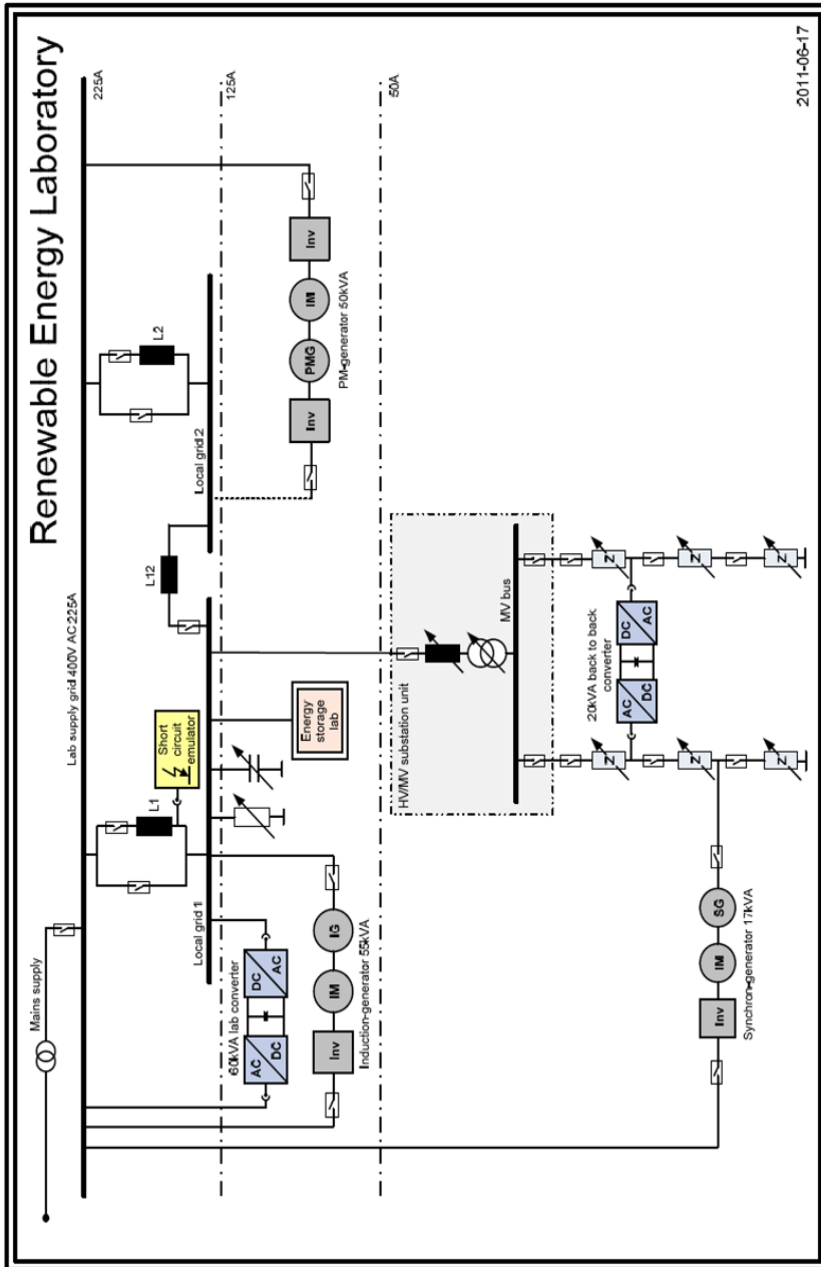 Renewable Energy Laboratory
Mains supply
Lab supply grid 400V AC 225A
225A
L1
Short
circuit
emulator
L12
L2
Local grid 1
Local grid 2
125A
60kVA lab converter
AC
DC
DC
AC
Energy
storage
lab
Inv
IM
IG
Induction-generator 55kVA
Inv
PMG
IM
Inv
PM-generator 50kVA
50A
HV/MV substation unit
MV bus
Z
Z
Z
20kVA back to back
converter
AC
DC
DC
AC
Z
Z
Z
Inv
IM
SG
Synchron-generator 17kVA
2011-06-17